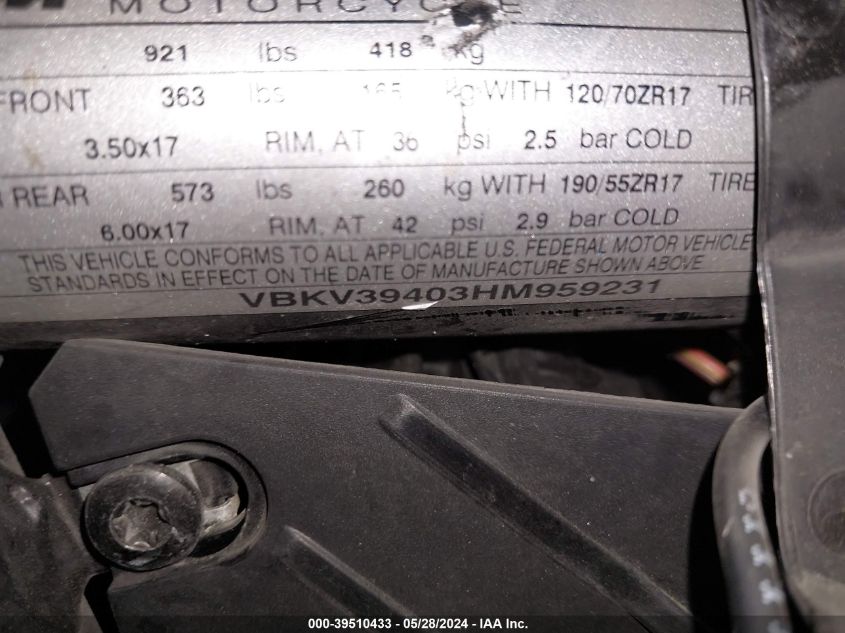 M MOTORCYCLE
921 lbs 418 kg
FRONT 363 lbs 165 kg WITH 120/70ZR17 TIR
3.50x17 RIM, AT 36 psi 2.5 bar COLD
REAR 573 lbs 260 kg WITH 190/55ZR17 TIRE
6.00x17 RIM, AT 42 psi 2.9 bar COLD
THIS VEHICLE CONFORMS TO ALL APPLICABLE U.S. FEDERAL MOTOR VEHICLE
STANDARDS IN EFFECT ON THE DATE OF MANUFACTURE SHOWN ABOVE
VBKV39403HM959231
000-39510433 - 05/28/2024 - IAA Inc.